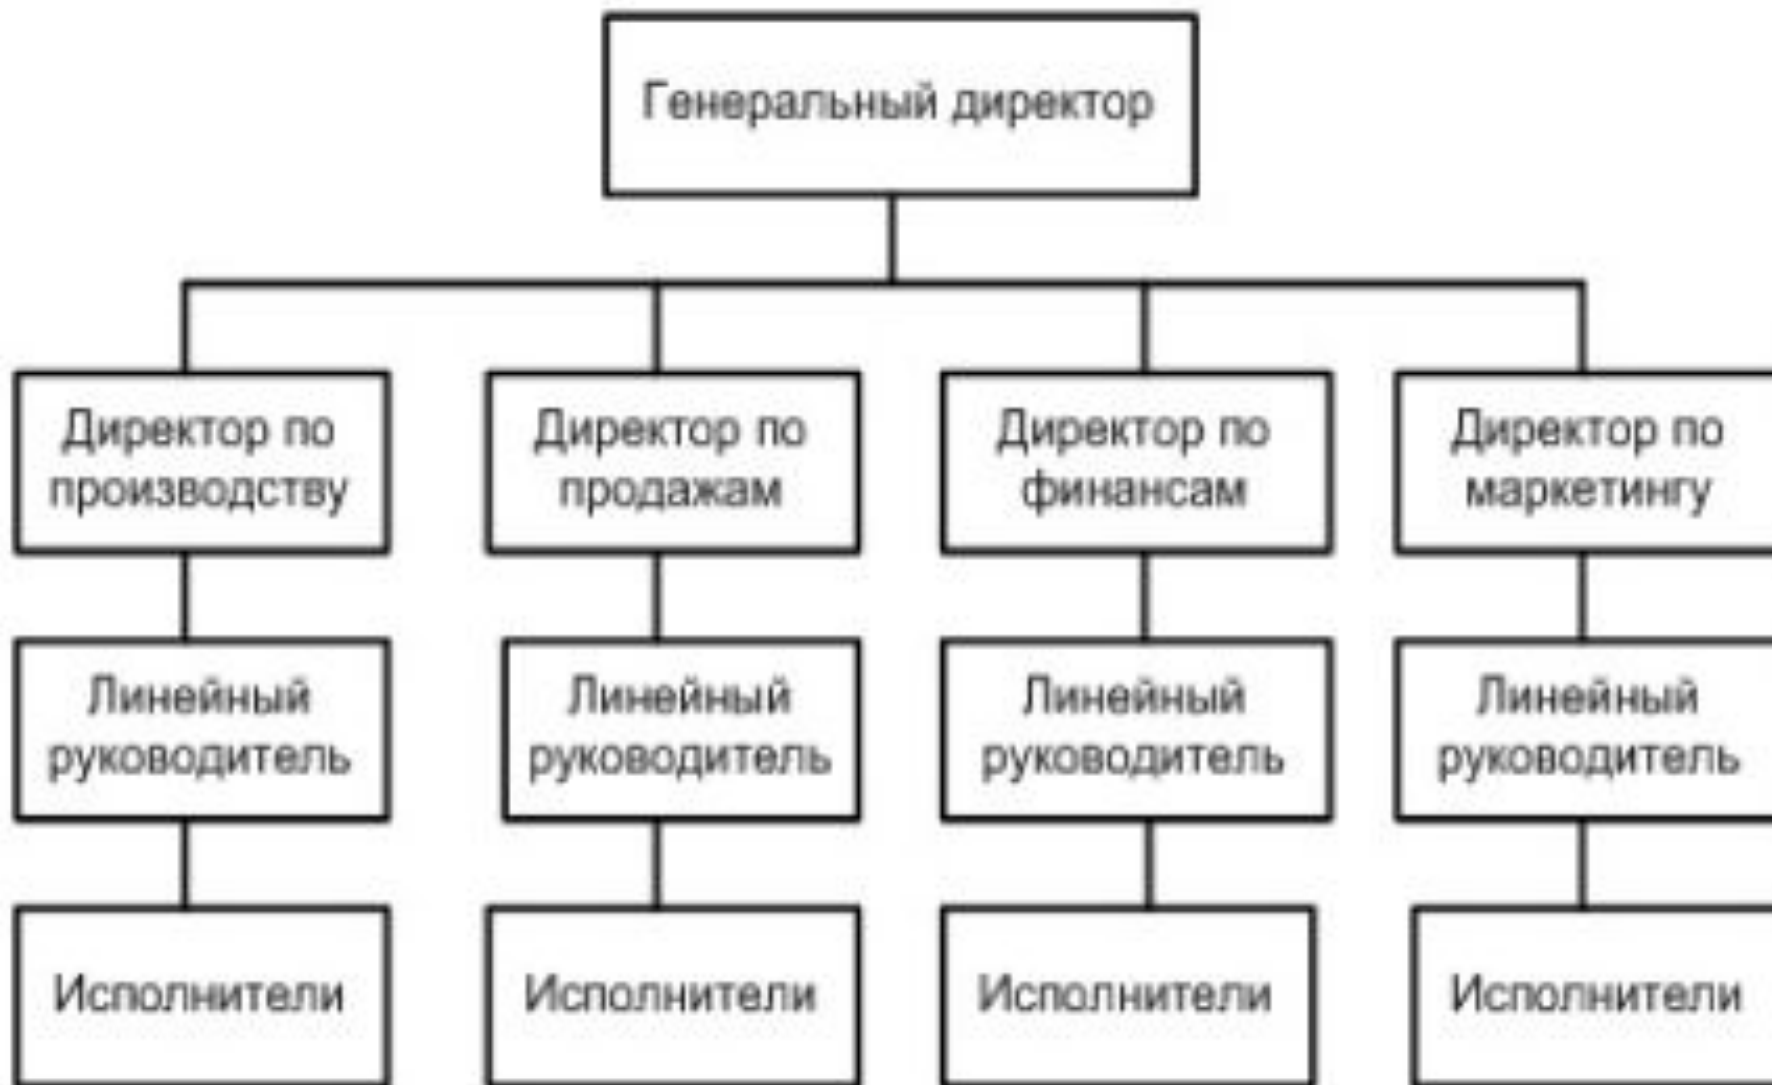 Генеральный директор
Директор по
производству
Директор по
продажам
Директор по
финансам
Директор по
маркетингу
Линейный
руководитель
Линейный
руководитель
Линейный
руководитель
Линейный
руководитель
Исполнители
Исполнители
Исполнители
Исполнители